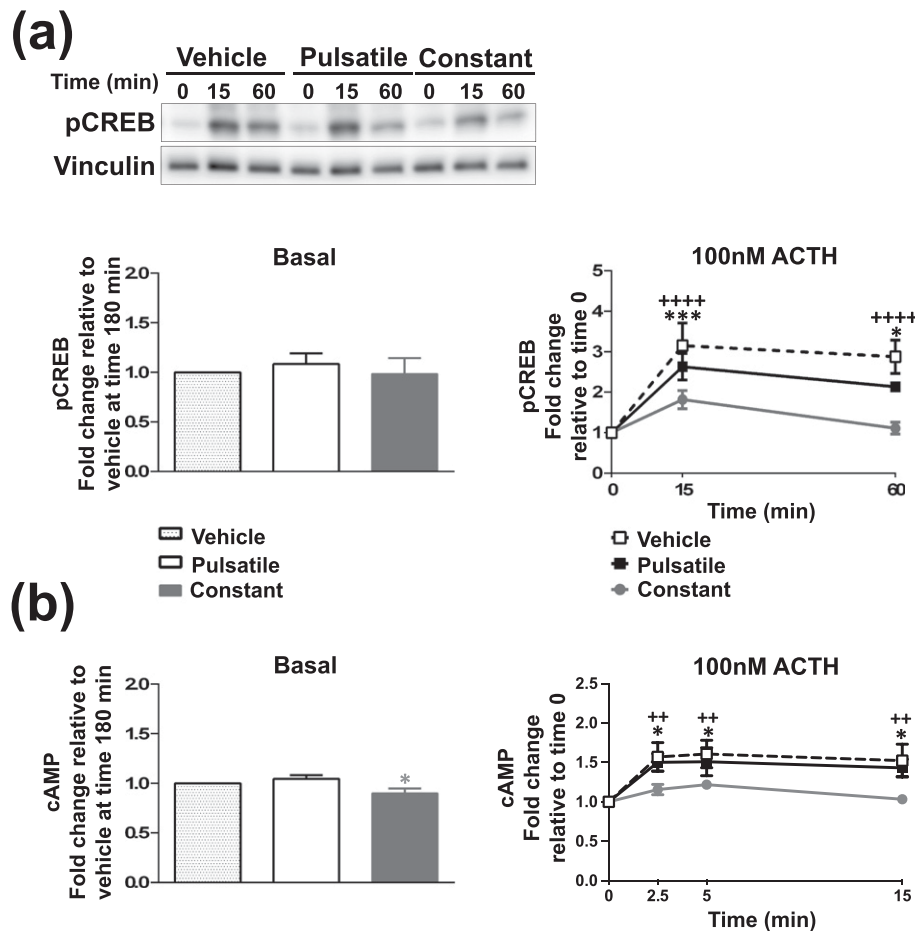 (a)
Vehicle Pulsatile Constant
Time (min) 0 15 60 0 15 60 0 15 60
pCREB
Vinculin
Basal
pCREB
Fold change relative to
vehicle at time 180 min
2.0
1.5
1.0
0.5
0.0
Vehicle
Pulsatile
Constant
100nM ACTH
pCREB
Fold change
relative to time 0
5
4
3
2
1
0
++++
***
++++
*
0 15 60
Time (min)
Vehicle
Pulsatile
Constant
(b)
Basal
cAMP
Fold change relative to
vehicle at time 180 min
2.0
1.5
1.0
0.5
0.0
*
100nM ACTH
cAMP
Fold change
relative to time 0
2.5
2.0
1.5
1.0
0.5
0.0
++ ++ ++
* * *
0 2.5 5 15
Time (min)